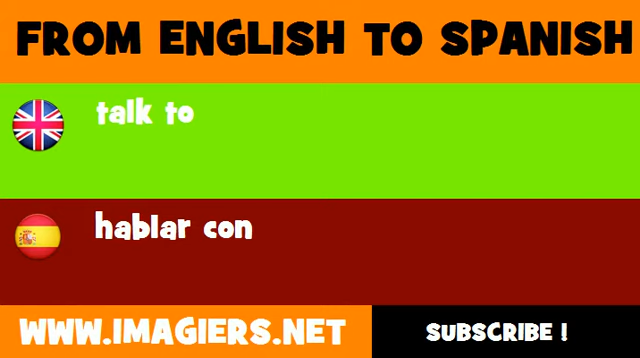 FROM ENGLISH TO SPANISH
talk to
hablar con
WWW.IMAGIERS.NET
SUBSCRIBE !